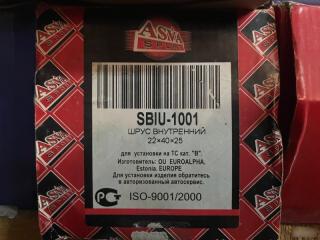 ASVA
SBIU-1001
ШРУС ВНУТРЕННИЙ
22×40×25
для установки на ТС кат. "B".
Изготовитель: OU EUROALPHA,
Estonia. EUROPE
Для установки изделия обратитесь
в авторизованный автосервис.
ISO-9001/2000